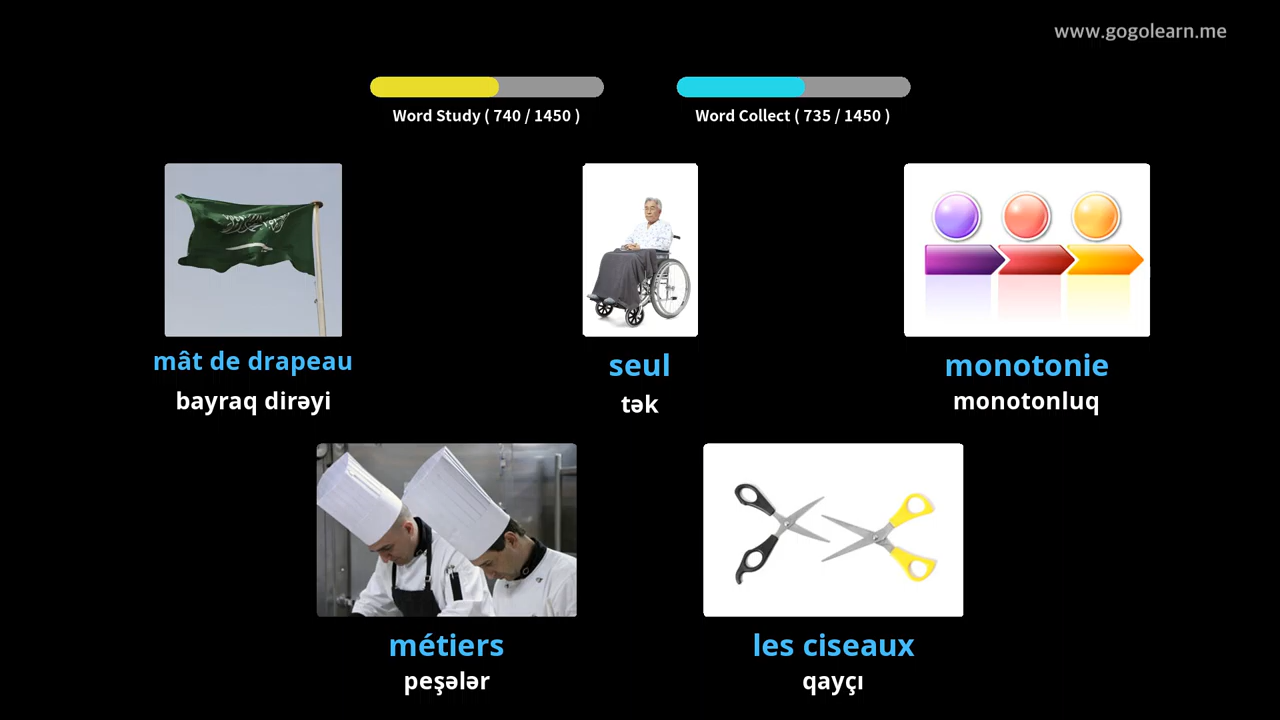 www.gogolearn.me
Word Study ( 740 / 1450 )
Word Collect ( 735 / 1450 )
mât de drapeau
bayraq dirəyi
seul
tək
monotonie
monotonluq
métiers
peşələr
les ciseaux
qayçı